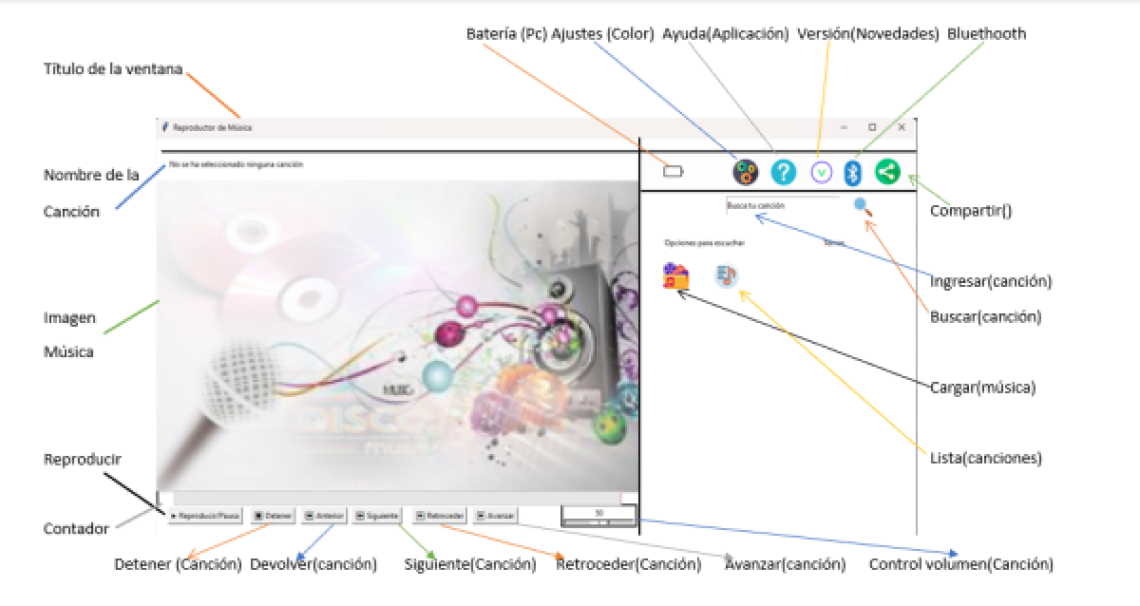 Batería (Pc) Ajustes (Color) Ayuda(Aplicación) Versión(Novedades) Bluethooth
Título de la ventana
Reproductor de Música
No se ha seleccionado ninguna canción
Nombre de la
Canción
Busca tu canción
Compartir()
Opciones para escuchar
Ingresar(canción)
Imagen
Música
Buscar(canción)
MUSIC
DISCO
music
Cargar(música)
Reproducir
Lista(canciones)
Contador
Reproducir/Pausa Detener Anterior Siguiente Retroceder Avanzar 50
Detener (Canción) Devolver(canción) Siguiente(Canción) Retroceder(Canción) Avanzar(canción) Control volumen(Canción)